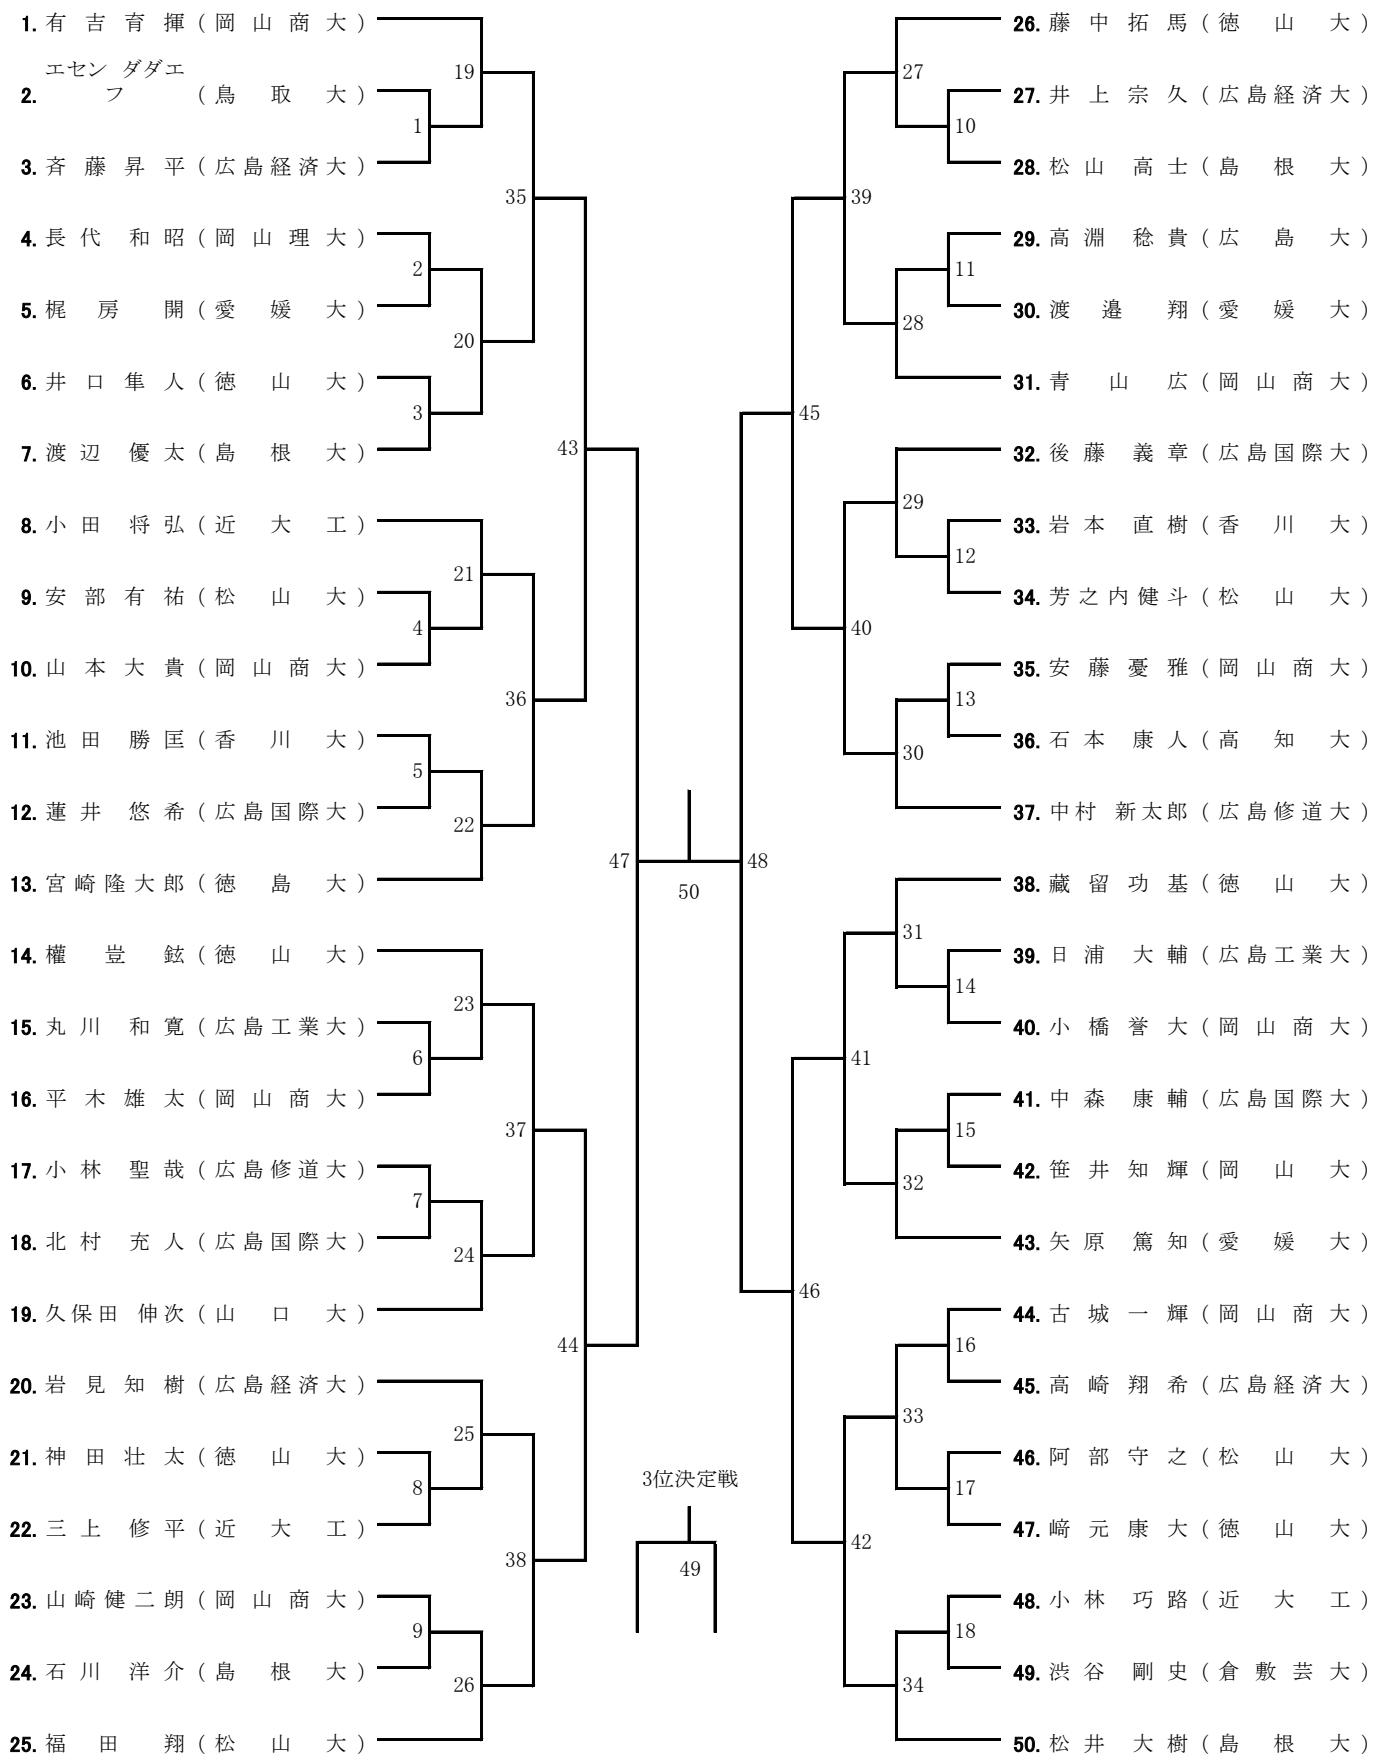 1. 有吉育揮 (岡山商大)
エセン ダダエフ
2. (鳥取大)
3. 斉藤昇平 (広島経済大)
4. 長代和昭 (岡山理大)
5. 梶房開 (愛媛大)
6. 井口隼人 (徳山大)
7. 渡辺優太 (島根大)
8. 小田将弘 (近大工)
9. 安部有祐 (松山大)
10. 山本大貴 (岡山商大)
11. 池田勝匡 (香川大)
12. 蓮井悠希 (広島国際大)
13. 宮崎隆大郎 (徳島大)
14. 權豈鉉 (徳山大)
15. 丸川和寛 (広島工業大)
16. 平木雄太 (岡山商大)
17. 小林聖哉 (広島修道大)
18. 北村充人 (広島国際大)
19. 久保田伸次 (山口大)
20. 岩見知樹 (広島経済大)
21. 神田壮太 (徳山大)
22. 三上修平 (近大工)
23. 山崎健二朗 (岡山商大)
24. 石川洋介 (島根大)
25. 福田翔 (松山大)
1
2
3
4
5
6
7
8
9
19
20
21
22
23
24
25
26
35
36
37
38
43
44
47
50
3位決定戦
49
48
45
46
39
40
41
42
27
28
29
30
31
32
33
34
10
11
12
13
14
15
16
17
18
26. 藤中拓馬 (徳山大)
27. 井上宗久 (広島経済大)
28. 松山高士 (島根大)
29. 高淵稔貴 (広島大)
30. 渡邉翔 (愛媛大)
31. 青山広 (岡山商大)
32. 後藤義章 (広島国際大)
33. 岩本直樹 (香川大)
34. 芳之内健斗 (松山大)
35. 安藤憂雅 (岡山商大)
36. 石本康人 (高知大)
37. 中村新太郎 (広島修道大)
38. 藏留功基 (徳山大)
39. 日浦大輔 (広島工業大)
40. 小橋誉大 (岡山商大)
41. 中森康輔 (広島国際大)
42. 笹井知輝 (岡山大)
43. 矢原篤知 (愛媛大)
44. 古城一輝 (岡山商大)
45. 高崎翔希 (広島経済大)
46. 阿部守之 (松山大)
47. 﨑元康大 (徳山大)
48. 小林巧路 (近大工)
49. 渋谷剛史 (倉敷芸大)
50. 松井大樹 (島根大)